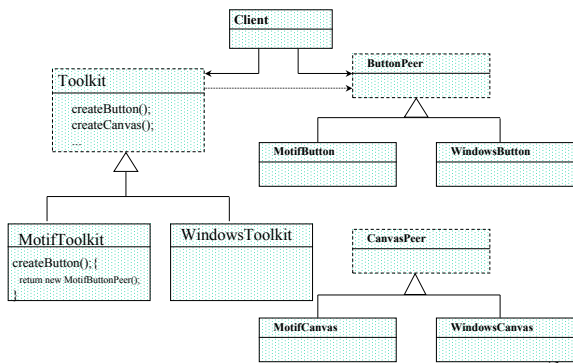 Client
ButtonPeer
Toolkit
createButton();
createCanvas();
...
MotifButton
WindowsButton
MotifToolkit
createButton();{
return new MotifButtonPeer();
}
WindowsToolkit
CanvasPeer
MotifCanvas
WindowsCanvas